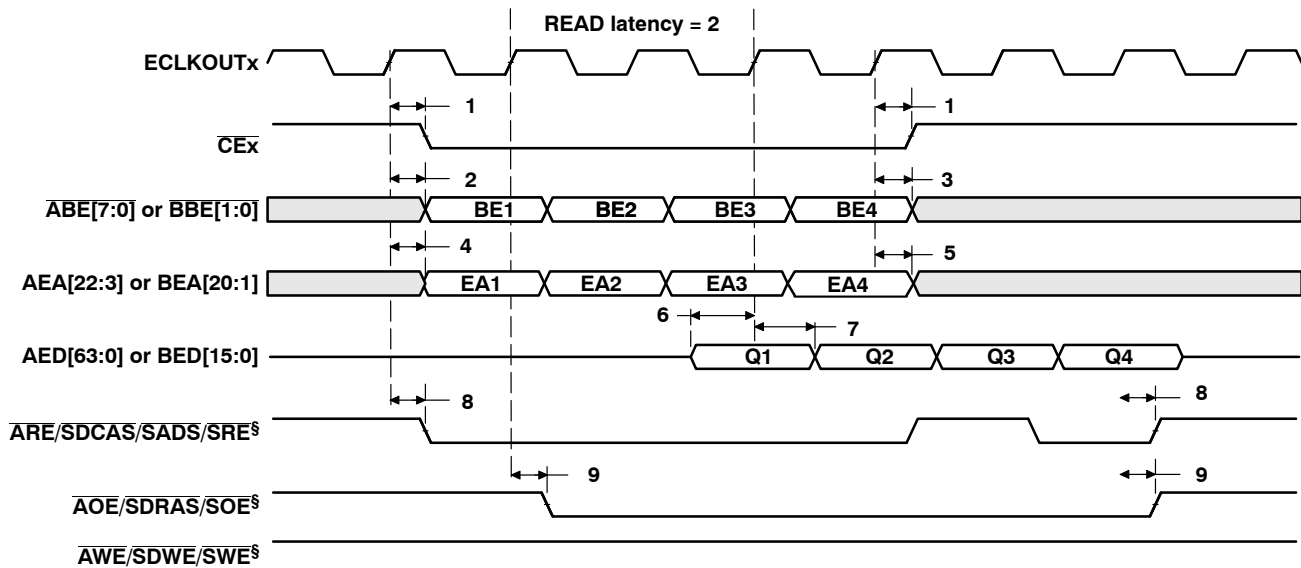 READ latency = 2
ECLKOUTx
1
1
CEx
2
3
ABE[7:0] or BBE[1:0]
BE1
BE2
BE3
BE4
4
5
AEA[22:3] or BEA[20:1]
EA1
EA2
EA3
EA4
6
7
AED[63:0] or BED[15:0]
Q1
Q2
Q3
Q4
8
8
ARE/SDCAS/SADS/SRE§
9
9
AOE/SDRAS/SOE§
AWE/SDWE/SWE§